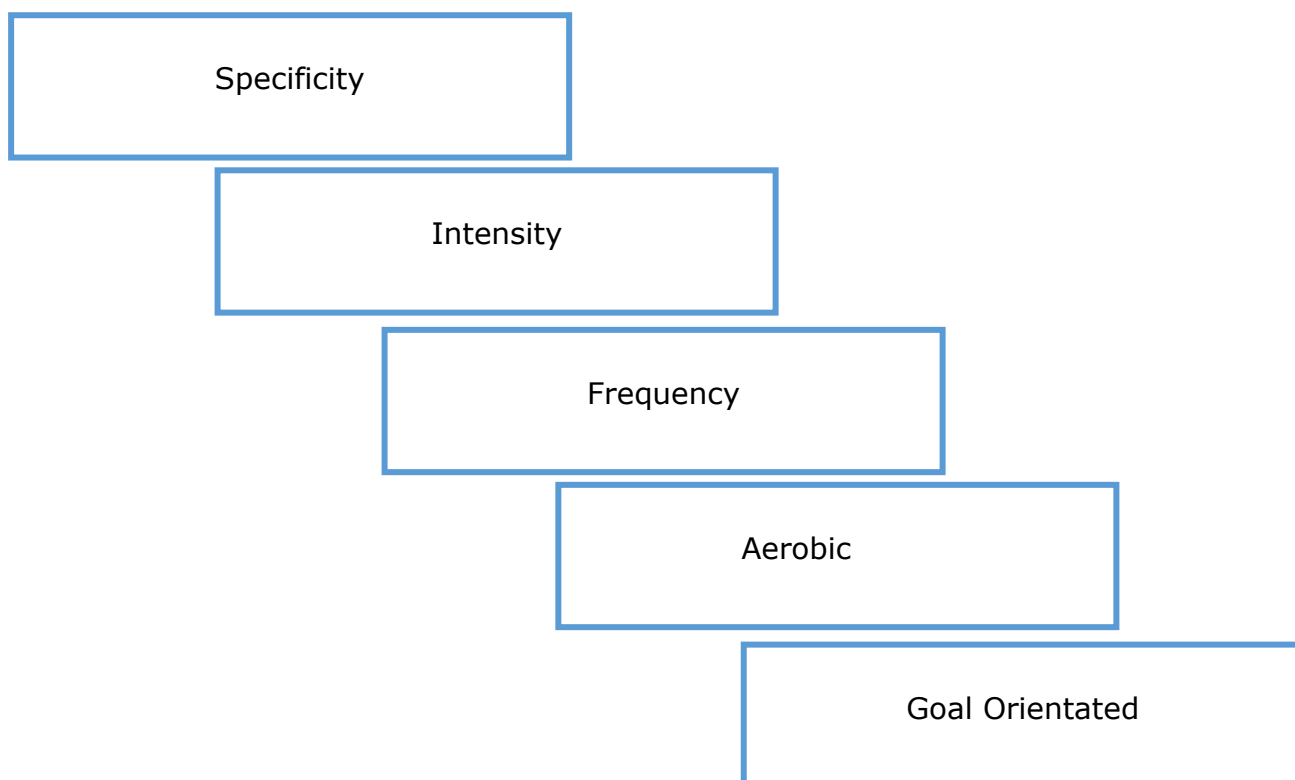 Specificity
Intensity
Frequency
Aerobic
Goal Orientated